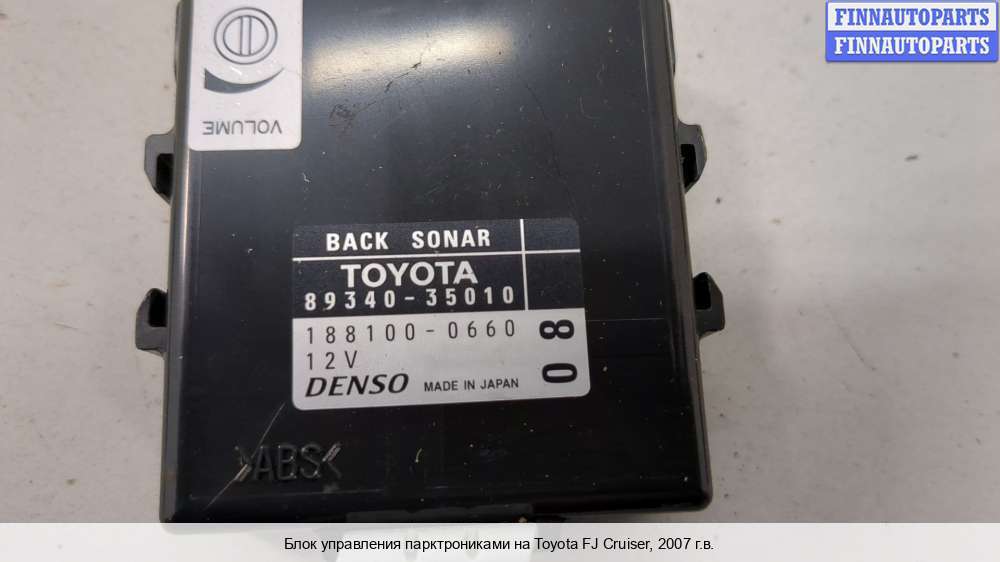 FINNAUTOPARTS
FINNAUTOPARTS
VOLUME
BACK SONAR
TOYOTA
89340-35010
188100-0660
12V
DENSO MADE IN JAPAN
08
>ABS<
Блок управления парктрониками на Toyota FJ Cruiser, 2007 г.в.